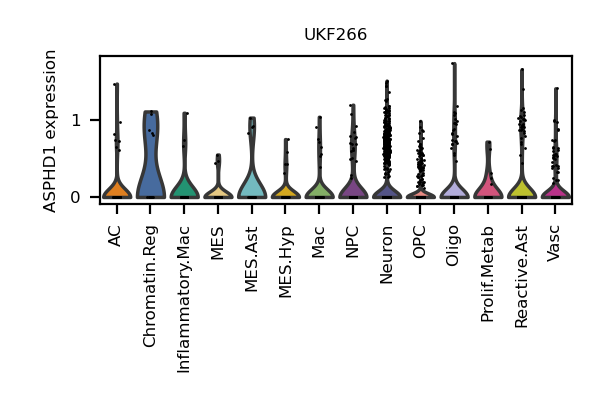 UKF266
ASPHD1 expression
1
0
AC
Chromatin.Reg
Inflammatory.Mac
MES
MES.Ast
MES.Hyp
Mac
NPC
Neuron
OPC
Oligo
Prolif.Metab
Reactive.Ast
Vasc